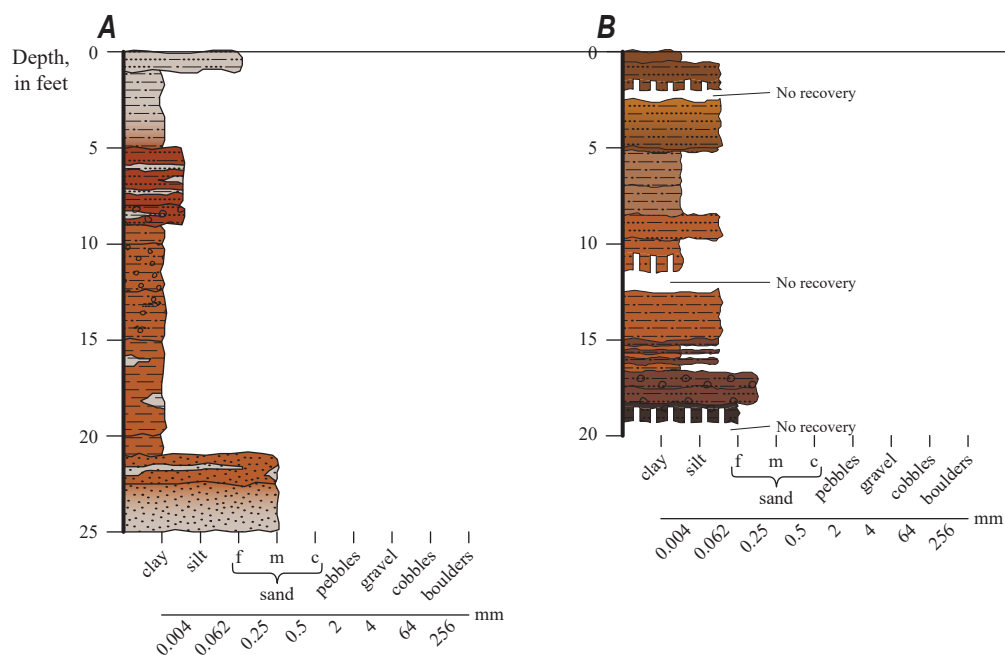 A
B
Depth,
in feet
0
5
10
15
20
25
clay
silt
f
m
c
sand
pebbles
gravel
cobbles
boulders
0.004
0.062
0.25
0.5
2
4
64
256
mm
0
5
10
15
20
No recovery
No recovery
No recovery
clay
silt
f
m
c
sand
pebbles
gravel
cobbles
boulders
0.004
0.062
0.25
0.5
2
4
64
256
mm